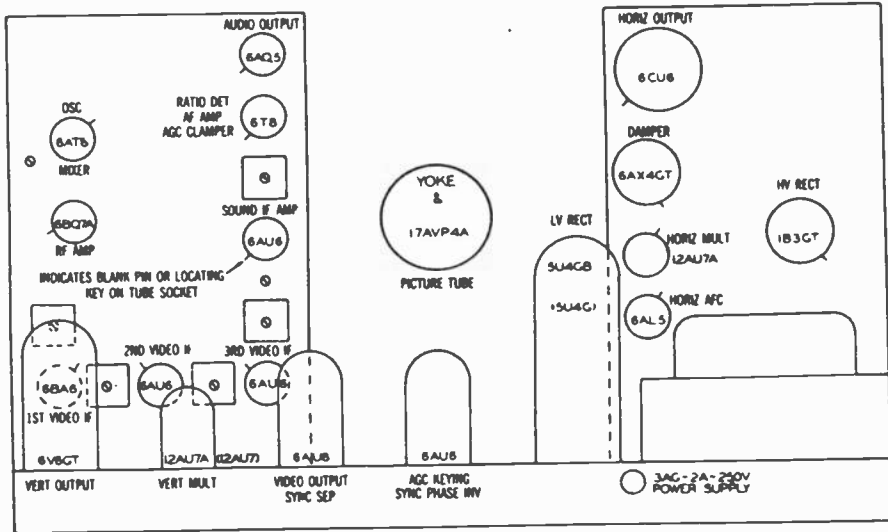 AUDIO OUTPUT
6AQ5
HORIZ OUTPUT
6CU6
OSC
6AT8
MIXER
RATIO DET
AF AMP
AGC CLAMPER
6T8
DAMPER
6AX4GT
YOKE
&
17AVP4A
PICTURE TUBE
HV RECT
1B3GT
6BQ7A
RF AMP
SOUND IF AMP
6AU6
LV RECT
5U4GB
(5U4G)
HORIZ MULT
12AU7A
INDICATES BLANK PIN OR LOCATING
KEY ON TUBE SOCKET
HORIZ AFC
6AL5
2ND VIDEO IF
3RD VIDEO IF
6BA6
6AU6
6AU6
1ST VIDEO IF
6V6GT
12AU7A
(12AU7)
6AU8
6AU6
VERT OUTPUT
VERT MULT
VIDEO OUTPUT
SYNC SEP
AGC KEYING
SYNC PHASE INV
3AG-2A-250V
POWER SUPPLY